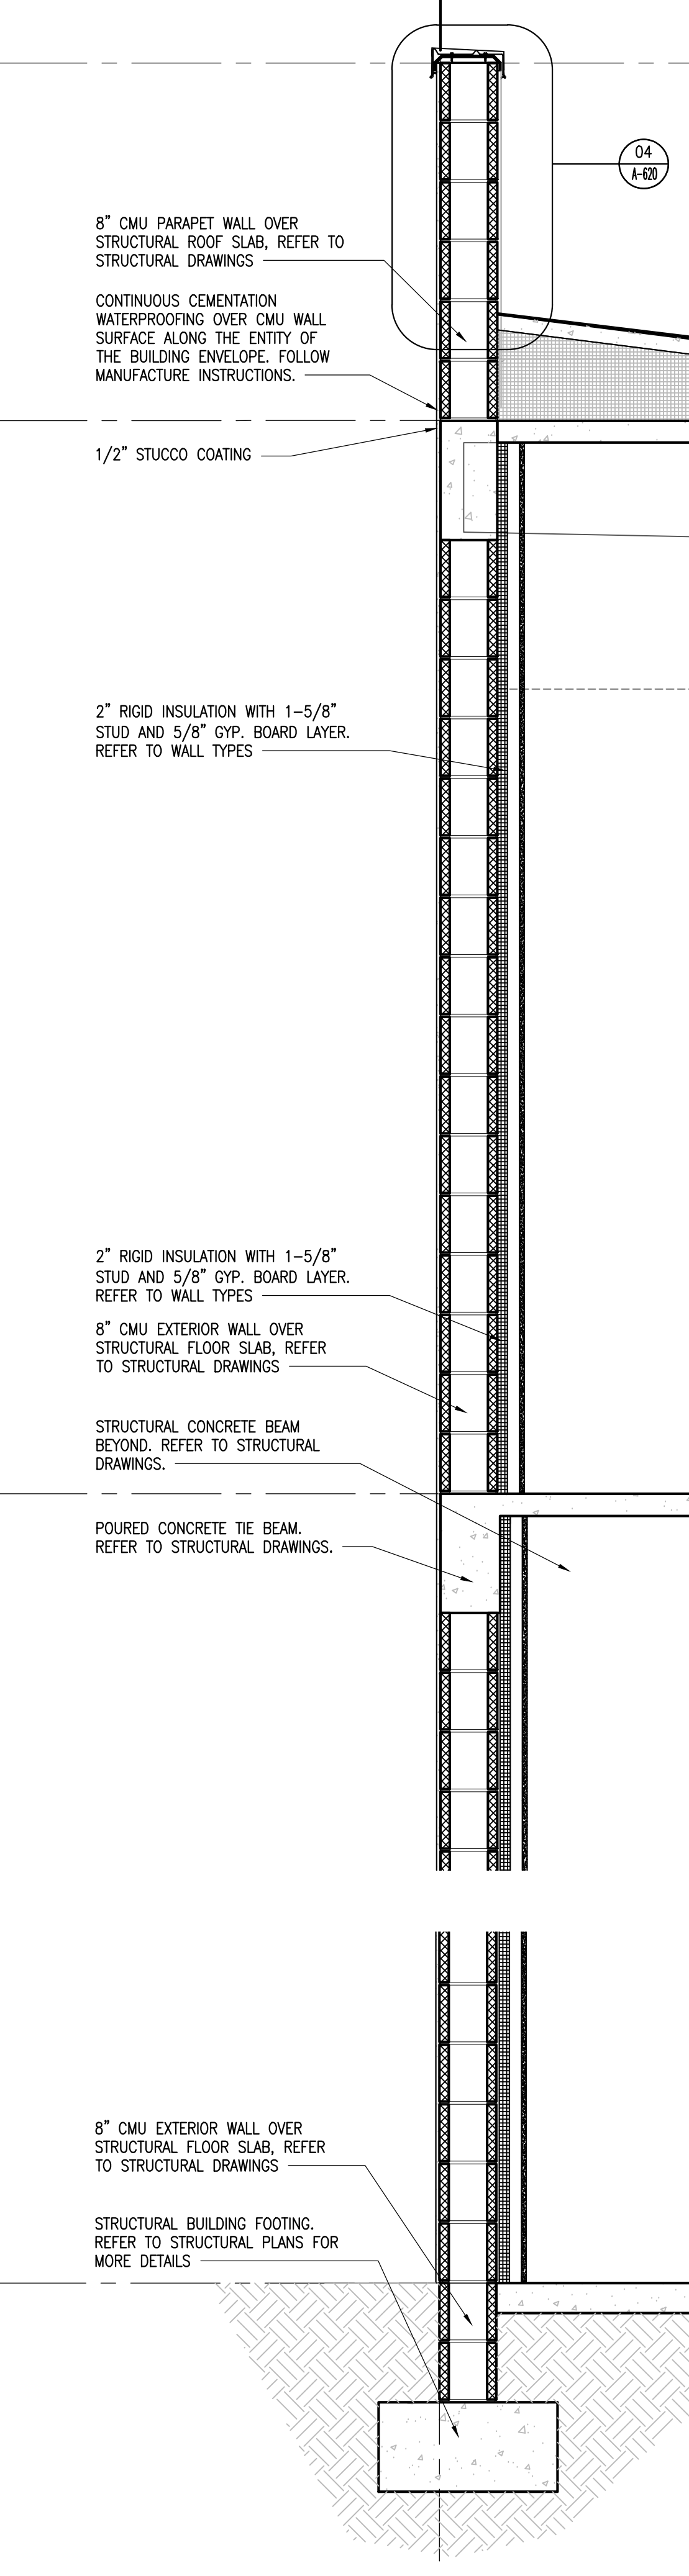 04
A-620
8" CMU PARAPET WALL OVER
STRUCTURAL ROOF SLAB, REFER TO
STRUCTURAL DRAWINGS
CONTINUOUS CEMENTATION
WATERPROOFING OVER CMU WALL
SURFACE ALONG THE ENTITY OF
THE BUILDING ENVELOPE. FOLLOW
MANUFACTURE INSTRUCTIONS.
1/2" STUCCO COATING
2" RIGID INSULATION WITH 1-5/8"
STUD AND 5/8" GYP. BOARD LAYER.
REFER TO WALL TYPES
2" RIGID INSULATION WITH 1-5/8"
STUD AND 5/8" GYP. BOARD LAYER.
REFER TO WALL TYPES
8" CMU EXTERIOR WALL OVER
STRUCTURAL FLOOR SLAB, REFER
TO STRUCTURAL DRAWINGS
STRUCTURAL CONCRETE BEAM
BEYOND. REFER TO STRUCTURAL
DRAWINGS.
POURED CONCRETE TIE BEAM.
REFER TO STRUCTURAL DRAWINGS.
8" CMU EXTERIOR WALL OVER
STRUCTURAL FLOOR SLAB, REFER
TO STRUCTURAL DRAWINGS
STRUCTURAL BUILDING FOOTING.
REFER TO STRUCTURAL PLANS FOR
MORE DETAILS